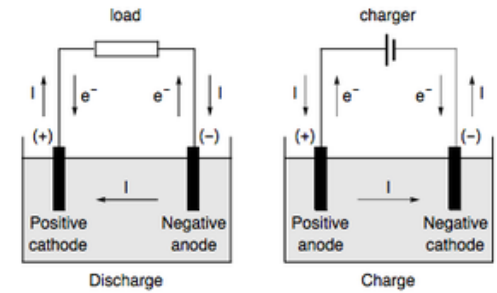 load
charger
I e⁻ e⁻ I
I e⁻ e⁻ I
(+) (−)
(+) (−)
I
I
Positive cathode
Negative anode
Positive anode
Negative cathode
Discharge
Charge